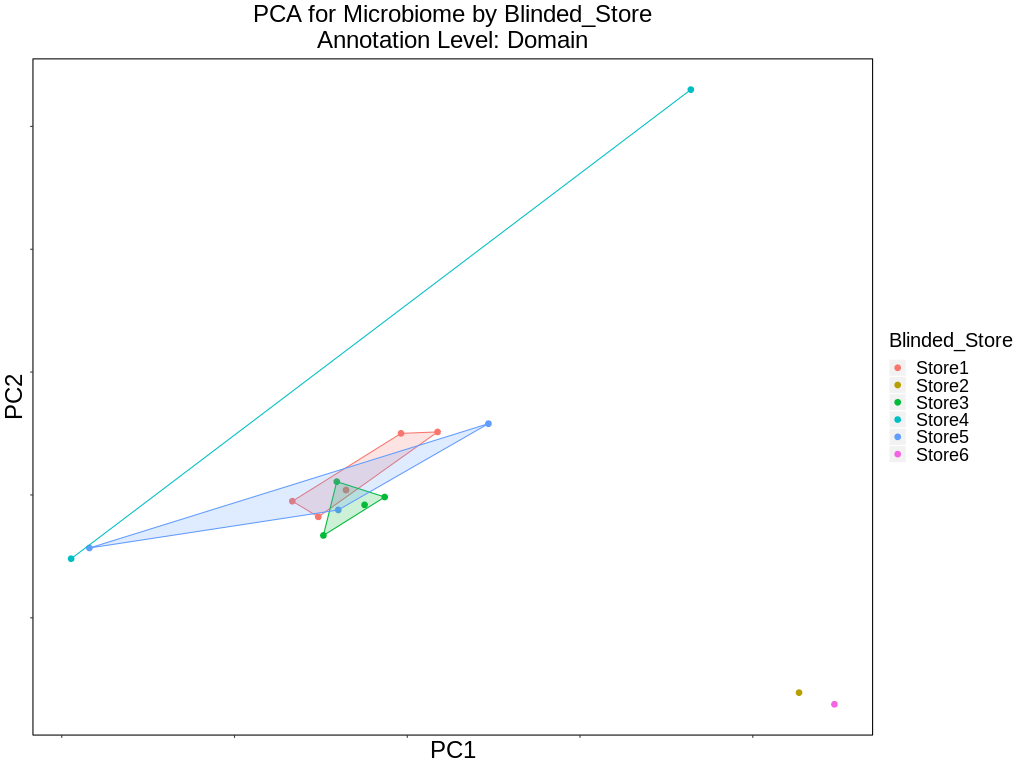 PCA for Microbiome by Blinded_Store
Annotation Level: Domain
PC2
PC1
Blinded_Store
Store1
Store2
Store3
Store4
Store5
Store6